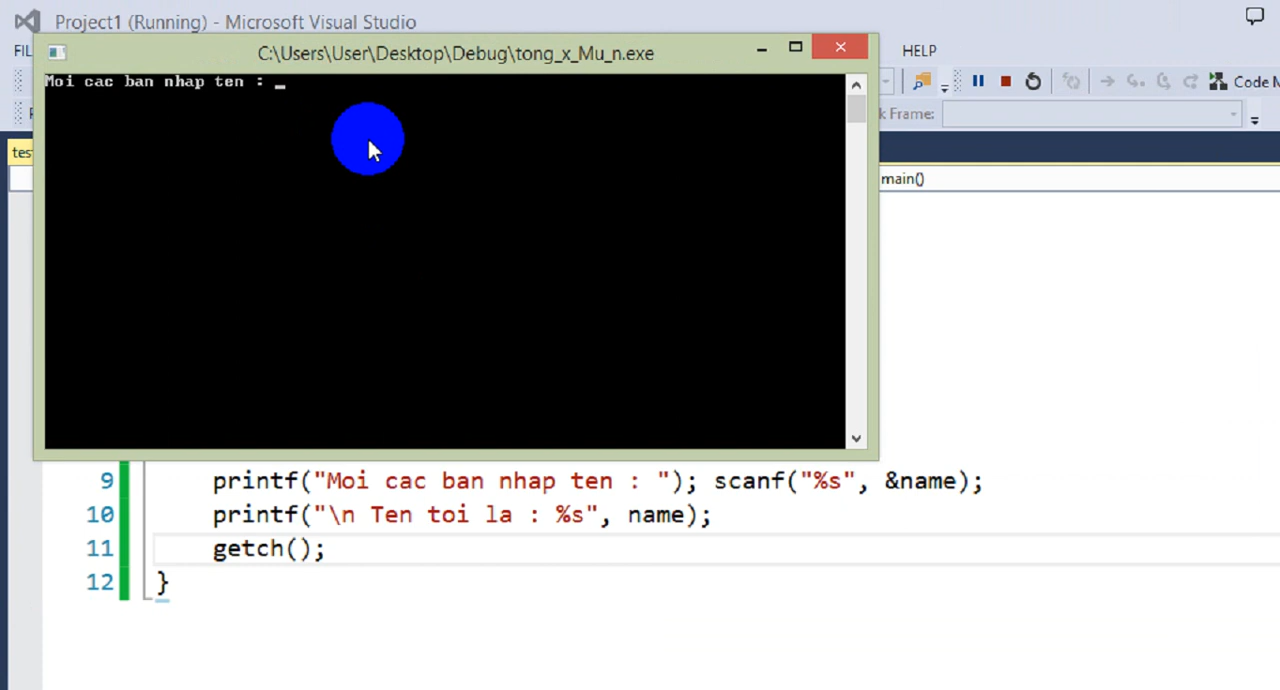 Project1 (Running) - Microsoft Visual Studio
C:\Users\User\Desktop\Debug\tong_x_Mu_n.exe
HELP
Moi cac ban nhap ten : _
Code
Frame:
main()
9 printf("Moi cac ban nhap ten : "); scanf("%s", &name);
10 printf("\n Ten toi la : %s", name);
11 getch();
12 }